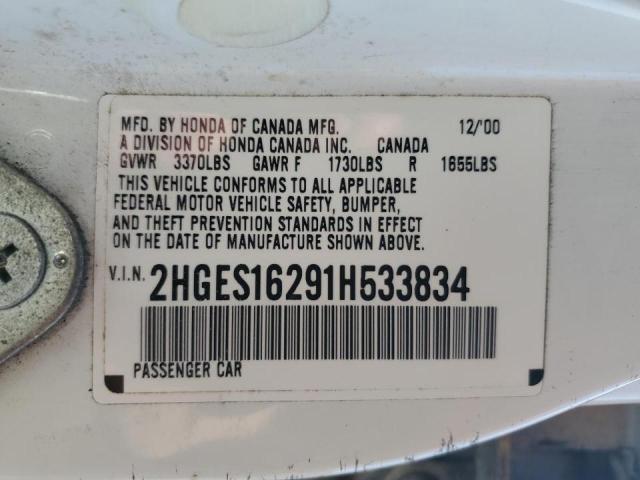 MFD. BY HONDA OF CANADA MFG. 12/'00
A DIVISION OF HONDA CANADA INC. CANADA
GVWR 3370LBS GAWR F 1730LBS R 1655LBS
THIS VEHICLE CONFORMS TO ALL APPLICABLE
FEDERAL MOTOR VEHICLE SAFETY, BUMPER,
AND THEFT PREVENTION STANDARDS IN EFFECT
ON THE DATE OF MANUFACTURE SHOWN ABOVE.
V.I.N. 2HGES16291H533834
PASSENGER CAR